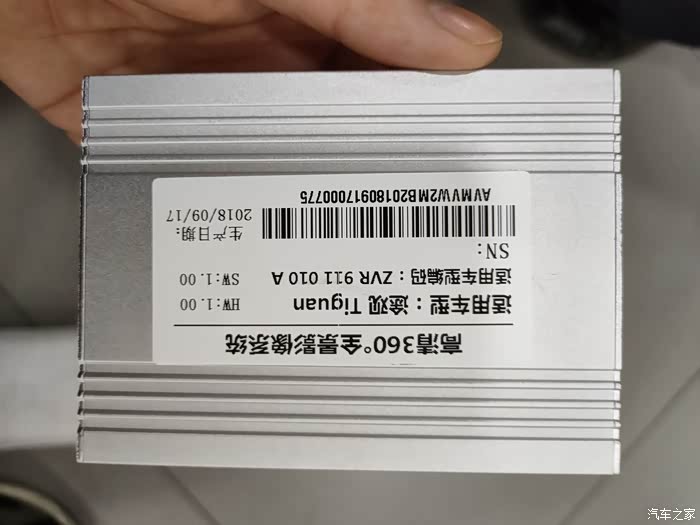 高清360°全景影像系统
适用车型：途观 Tiguan HW:1.00
适用车型编码：ZVR 911 010 A SW:1.00
SN: 生产日期: 2018/09/17
AVMVW2MB20180917000775
汽车之家